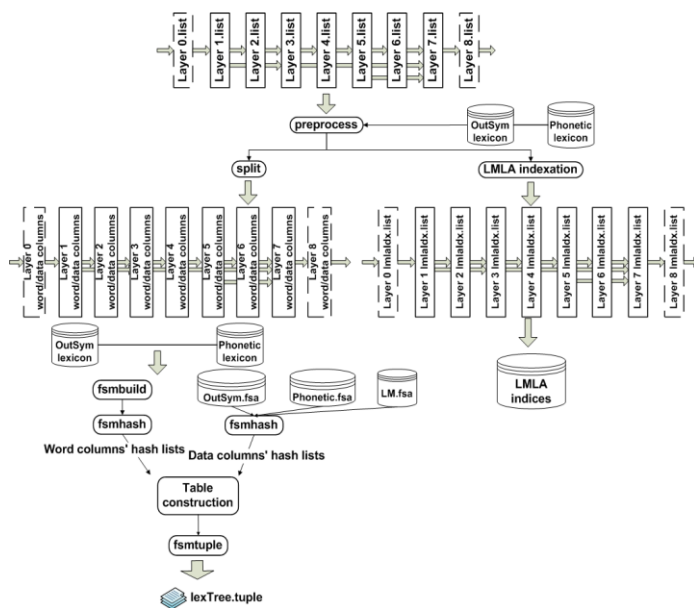 Layer 0.list
Layer 1.list
Layer 2.list
Layer 3.list
Layer 4.list
Layer 5.list
Layer 6.list
Layer 7.list
Layer 8.list
preprocess
OutSym
lexicon
Phonetic
lexicon
split
LMLA indexation
Layer 0
word/data columns
Layer 1
word/data columns
Layer 2
word/data columns
Layer 3
word/data columns
Layer 4
word/data columns
Layer 5
word/data columns
Layer 6
word/data columns
Layer 7
word/data columns
Layer 8
word/data columns
Layer 0 lmlaIdx.list
Layer 1 lmlaIdx.list
Layer 2 lmlaIdx.list
Layer 3 lmlaIdx.list
Layer 4 lmlaIdx.list
Layer 5 lmlaIdx.list
Layer 6 lmlaIdx.list
Layer 7 lmlaIdx.list
Layer 8 lmlaIdx.list
OutSym
lexicon
Phonetic
lexicon
LMLA
indices
fsmbuild
OutSym.fsa
Phonetic.fsa
LM.fsa
fsmhash
fsmhash
Word columns' hash lists
Data columns' hash lists
Table
construction
fsmtuple
lexTree.tuple